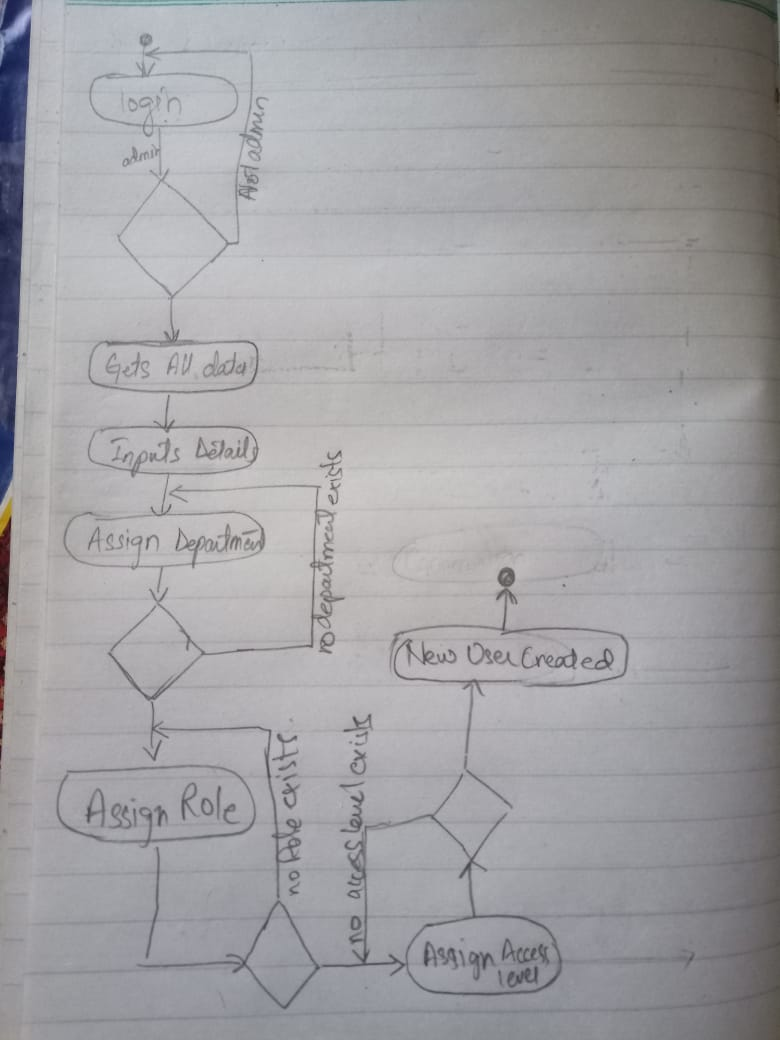 login
admin
Not admin
Gets All data
Inputs Details
no department exists
Assign Department
New User Created
no Role exists
no access level exists
Assign Role
Assign Access
level